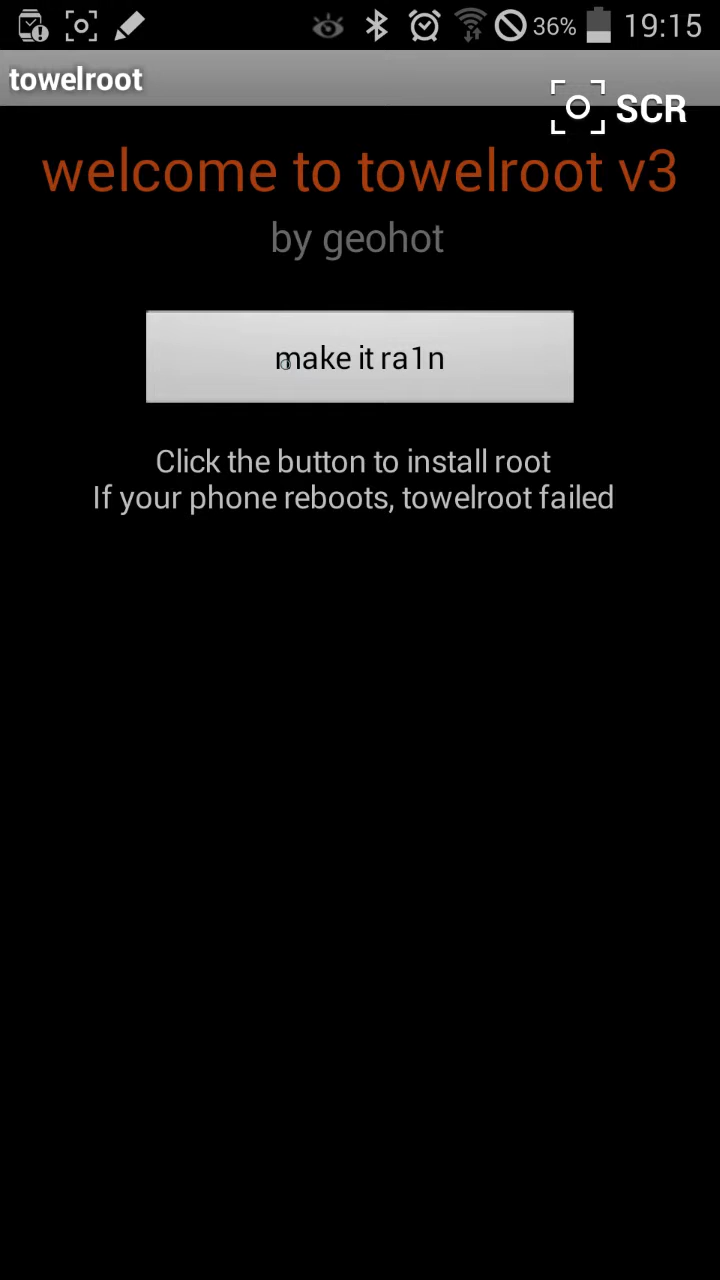 36% 19:15
towelroot
SCR
welcome to towelroot v3
by geohot
make it ra1n
Click the button to install root
If your phone reboots, towelroot failed